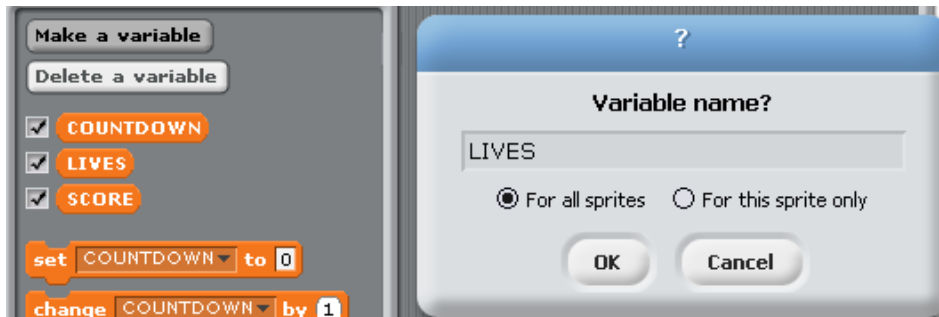 Make a variable
Delete a variable
COUNTDOWN
LIVES
SCORE
set COUNTDOWN to 0
change COUNTDOWN by 1
?
Variable name?
LIVES
For all sprites For this sprite only
OK Cancel